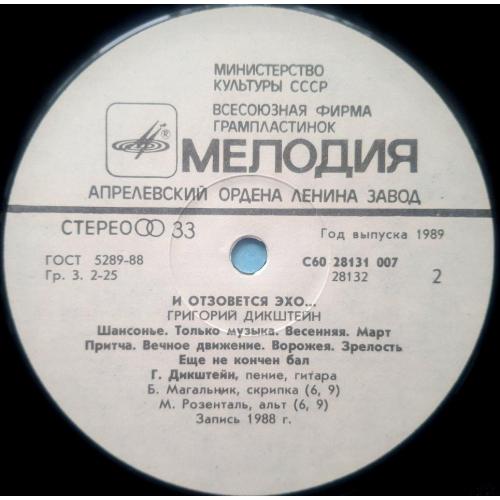 МИНИСТЕРСТВО
КУЛЬТУРЫ СССР
ВСЕСОЮЗНАЯ ФИРМА
ГРАМПЛАСТИНОК
®
МЕЛОДИЯ
АПРЕЛЕВСКИЙ ОРДЕНА ЛЕНИНА ЗАВОД
СТЕРЕО 33
Год выпуска 1989
ГОСТ 5289-88
С60 28131 007
Гр. 3. 2-25
28132
2
И ОТЗОВЕТСЯ ЭХО...
ГРИГОРИЙ ДИКШТЕЙН
Шансонье. Только музыка. Весенняя. Март
Притча. Вечное движение. Ворожея. Зрелость
Еще не кончен бал
Г. Дикштейн, пение, гитара
Б. Магальник, скрипка (6, 9)
М. Розенталь, альт (6, 9)
Запись 1988 г.